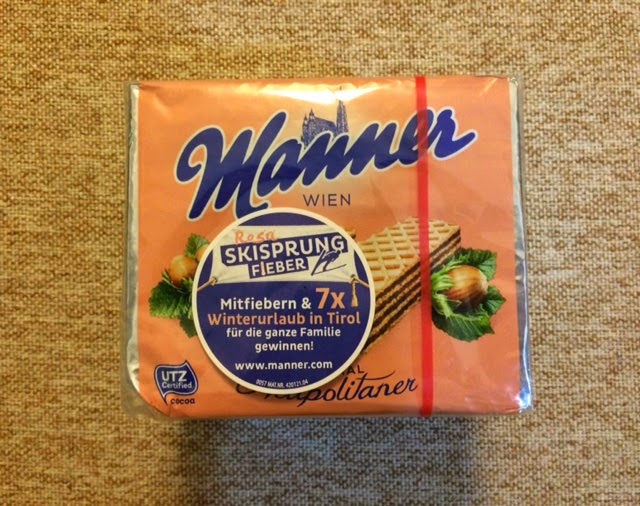 Manner
WIEN
Rosa
SKISPRUNG
FIEBER
Mitfiebern & 7x
Winterurlaub in Tirol
für die ganze Familie
gewinnen!
www.manner.com
UTZ
Certified
cocoa